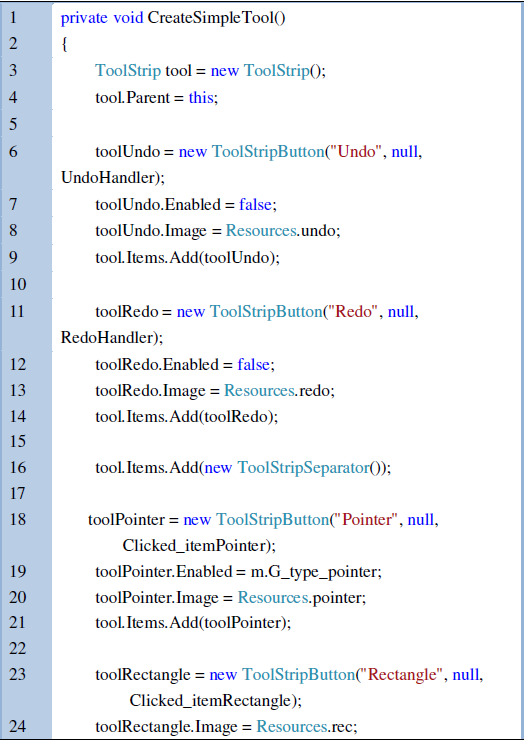 1 private void CreateSimpleTool()
2 {
3 ToolStrip tool = new ToolStrip();
4 tool.Parent = this;
5
6 toolUndo = new ToolStripButton("Undo", null,
UndoHandler);
7 toolUndo.Enabled = false;
8 toolUndo.Image = Resources.undo;
9 tool.Items.Add(toolUndo);
10
11 toolRedo = new ToolStripButton("Redo", null,
RedoHandler);
12 toolRedo.Enabled = false;
13 toolRedo.Image = Resources.redo;
14 tool.Items.Add(toolRedo);
15
16 tool.Items.Add(new ToolStripSeparator());
17
18 toolPointer = new ToolStripButton("Pointer", null,
Clicked_itemPointer);
19 toolPointer.Enabled = m.G_type_pointer;
20 toolPointer.Image = Resources.pointer;
21 tool.Items.Add(toolPointer);
22
23 toolRectangle = new ToolStripButton("Rectangle", null,
Clicked_itemRectangle);
24 toolRectangle.Image = Resources.rec;